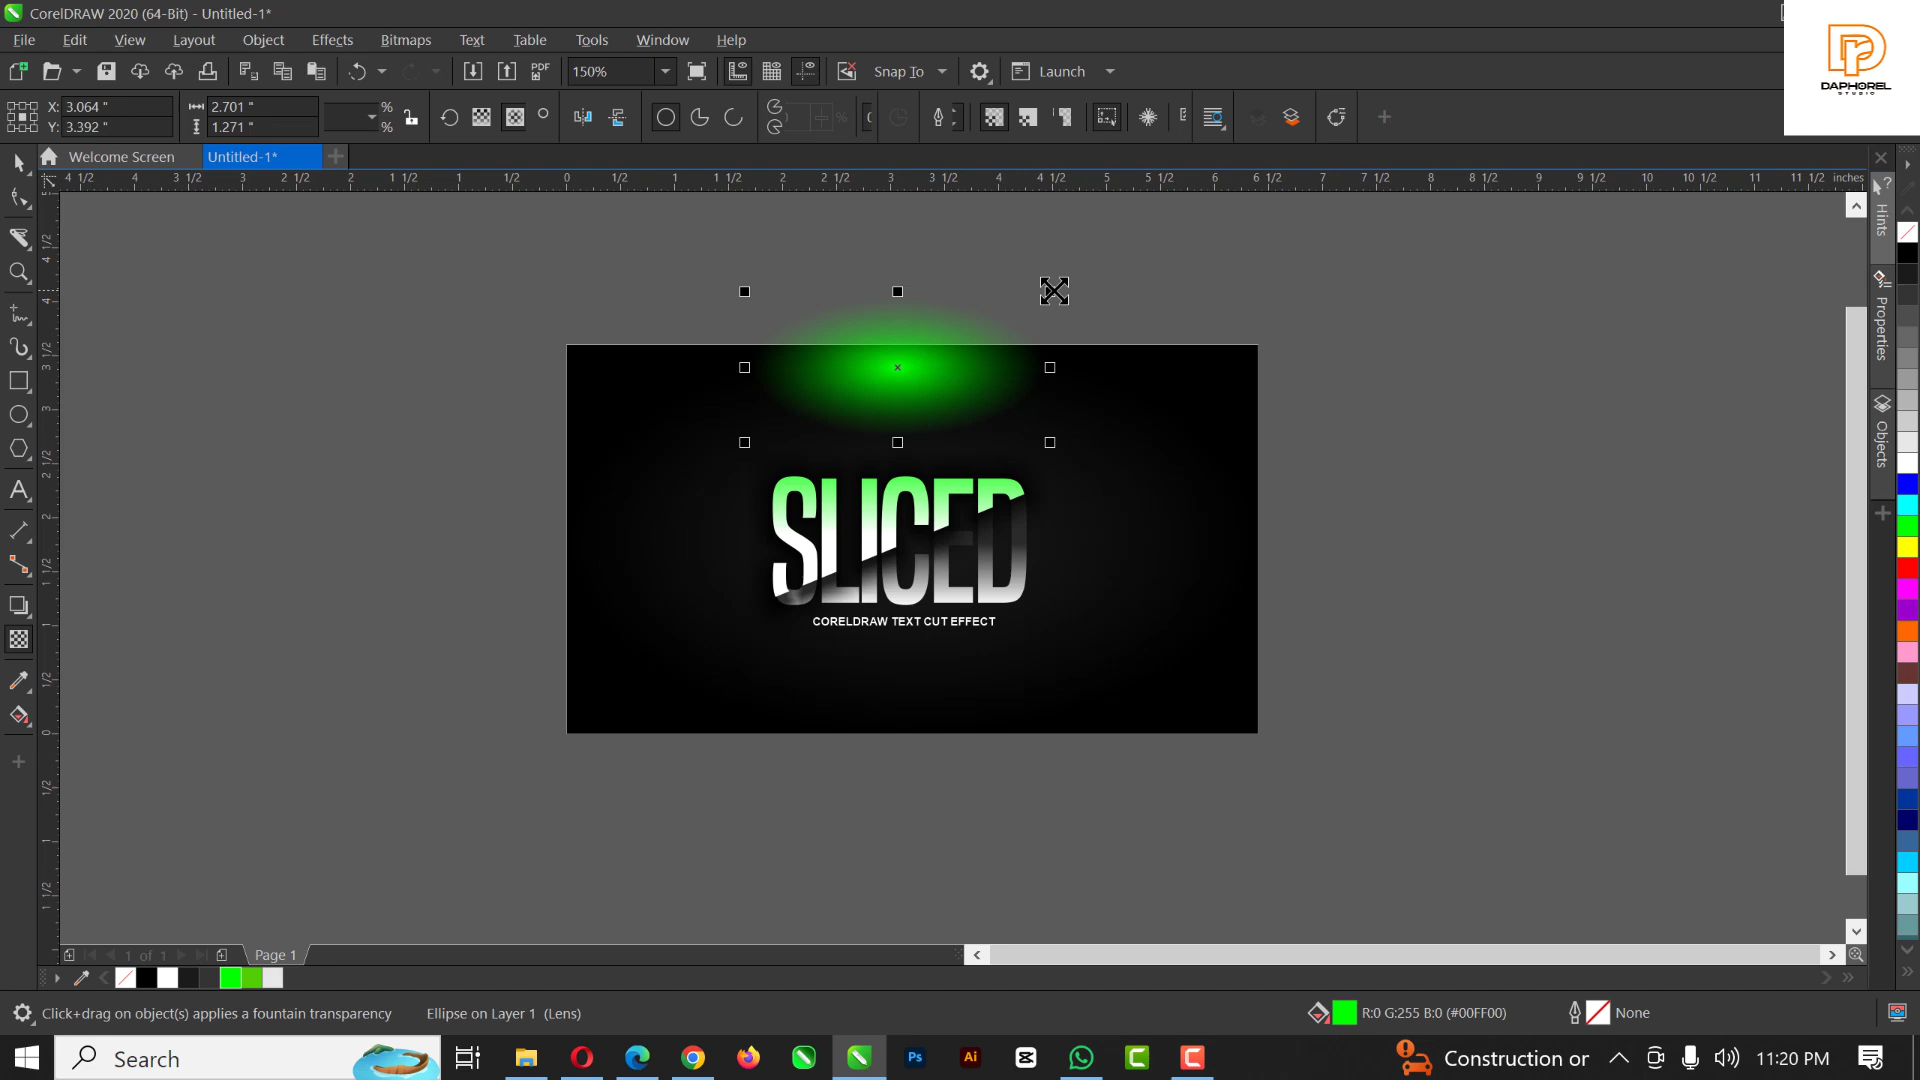 CorelDRAW 2020 (64-Bit) - Untitled-1*
DAPHOREL
STUDIO
File Edit View Layout Object Effects Bitmaps Text Table Tools Window Help
PDF 150% Snap To Launch
X: 3.064 " 2.701 " %
Y: 3.392 " 1.271 " %
Welcome Screen Untitled-1*
4 1/2 4 3 1/2 3 2 1/2 2 1 1/2 1 1/2 0 1/2 1 1 1/2 2 2 1/2 3 3 1/2 4 4 1/2 5 5 1/2 6 6 1/2 7 7 1/2 8 8 1/2 9 9 1/2 10 10 1/2 11 11 1/2 inches
Hints
Properties
Objects
SLICED
CORELDRAW TEXT CUT EFFECT
1 of 1 Page 1
Click+drag on object(s) applies a fountain transparency Ellipse on Layer 1 (Lens) R:0 G:255 B:0 (#00FF00) None
Search Ps Ai Construction or 11:20 PM